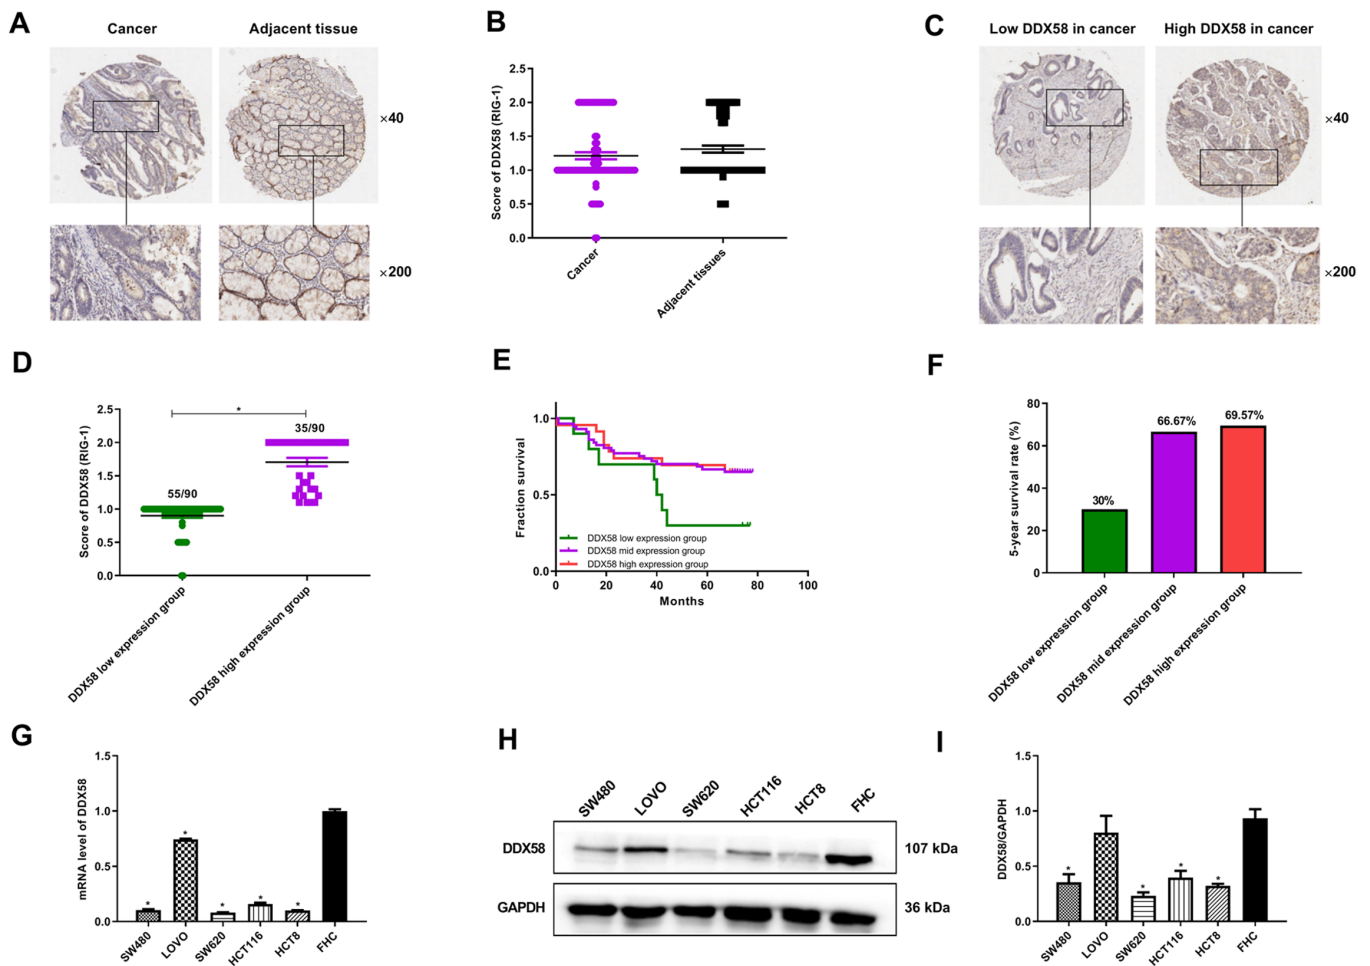 A
Cancer
Adjacent tissue
×40
×200
B
Score of DDX58 (RIG-1)
2.5
2.0
1.5
1.0
0.5
0.0
Cancer
Adjacent tissues
C
Low DDX58 in cancer
High DDX58 in cancer
×40
×200
D
Score of DDX58 (RIG-1)
2.5
2.0
1.5
1.0
0.5
0.0
55/90
*
35/90
DDX58 low expression group
DDX58 high expression group
E
Fraction survival
1.0
0.5
0.0
DDX58 low expression group
DDX58 mid expression group
DDX58 high expression group
0
20
40
60
80
100
Months
F
5-year survival rate (%)
80
60
40
20
0
30%
66.67%
69.57%
DDX58 low expression group
DDX58 mid expression group
DDX58 high expression group
G
mRNA level of DDX58
1.5
1.0
0.5
0.0
*
*
*
*
*
SW480
LOVO
SW620
HCT116
HCT8
FHC
H
SW480
LOVO
SW620
HCT116
HCT8
FHC
DDX58
107 kDa
GAPDH
36 kDa
I
DDX58/GAPDH
1.5
1.0
0.5
0.0
*
*
*
*
SW480
LOVO
SW620
HCT116
HCT8
FHC